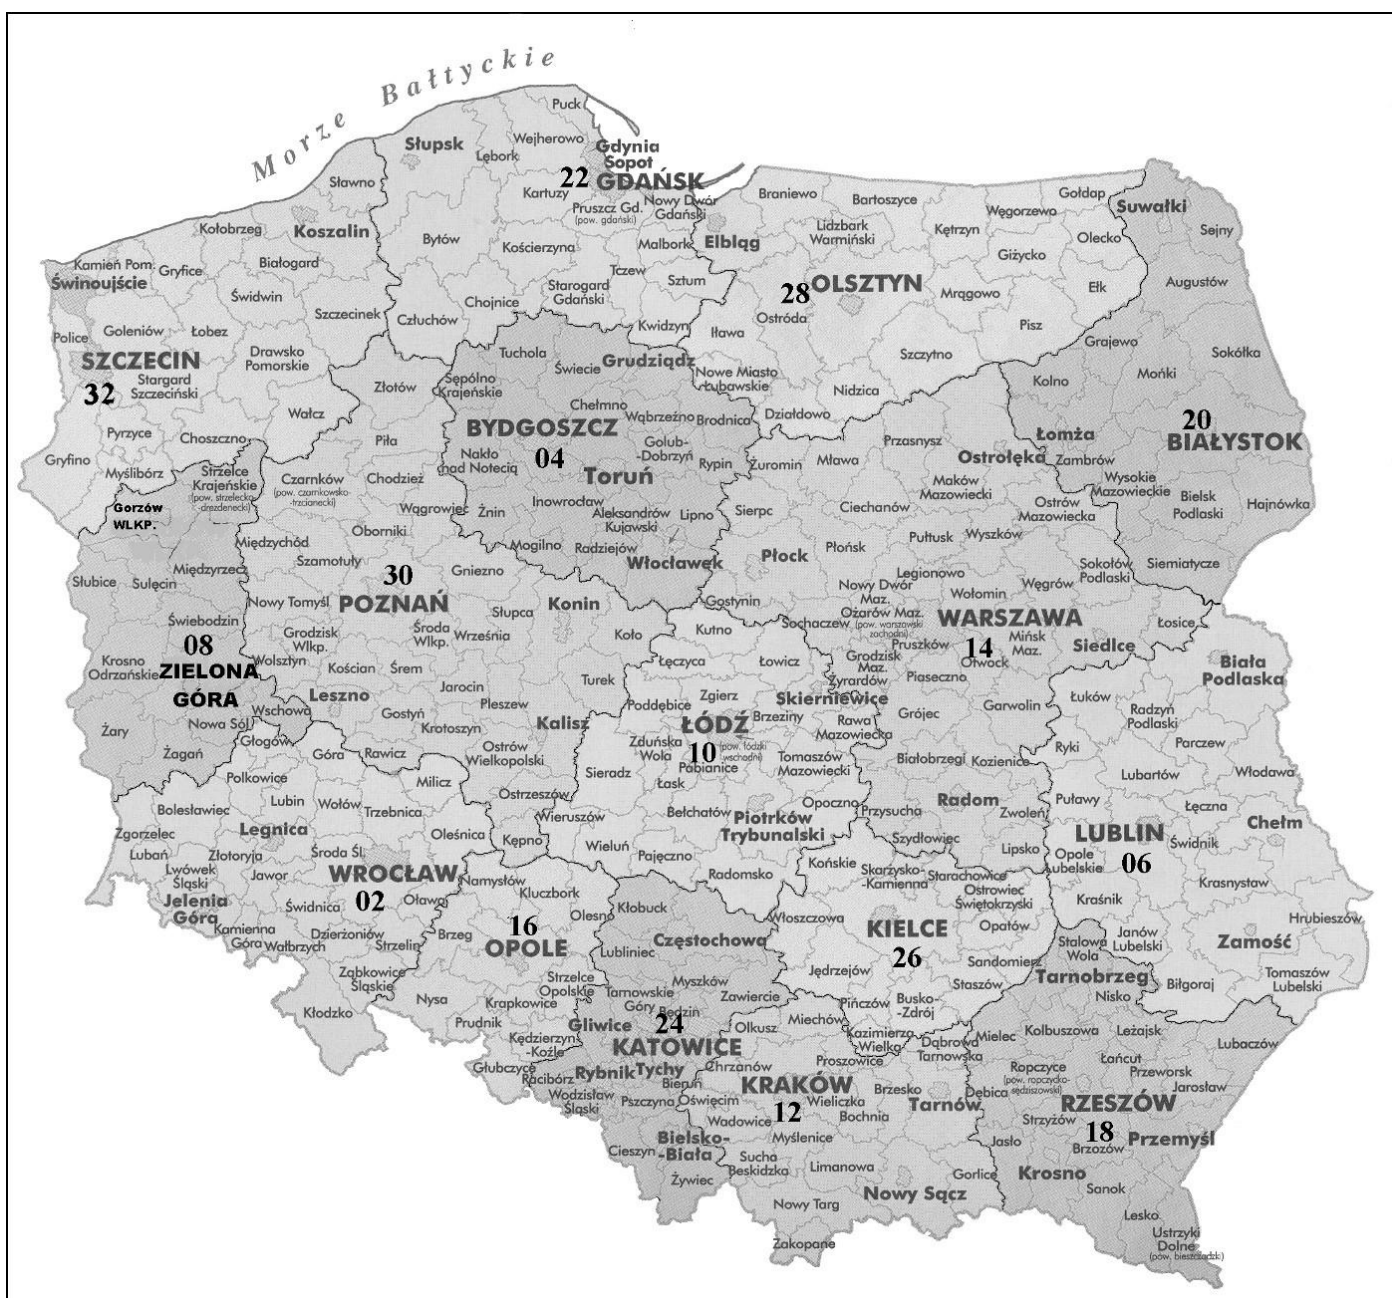 Morze Bałtyckie
Puck
Słupsk
Wejherowo
Lębork
Gdynia
Sopot
22 GDAŃSK
Kartuzy
Pruszcz Gd.
(pow. gdański)
Nowy Dwór
Gdański
Sławno
Koszalin
Kołobrzeg
Bytów
Kościerzyna
Malbork
Tczew
Sztum
Starogard
Gdański
Chojnice
Człuchów
Kwidzyn
Braniewo
Bartoszyce
Gołdap
Węgorzewo
Suwałki
Sejny
Elbląg
Lidzbark
Warmiński
Kętrzyn
Olecko
Giżycko
28 OLSZTYN
Mrągowo
Ełk
Augustów
Ostróda
Iława
Pisz
Szczytno
Nowe Miasto
Lubawskie
Nidzica
Działdowo
Kamień Pom.
Świnoujście
Gryfice
Białogard
Świdwin
Szczecinek
Police
Goleniów
Łobez
SZCZECIN
32
Stargard
Szczeciński
Drawsko
Pomorskie
Wałcz
Pyrzyce
Choszczno
Gryfino
Myślibórz
Złotów
Piła
Tuchola
Sępólno
Krajeńskie
Świecie
Grudziądz
Chełmno
Wąbrzeźno
Brodnica
BYDGOSZCZ
04
Nakło
nad Notecią
Toruń
Golub-
-Dobrzyń
Rypin
Żnin
Inowrocław
Aleksandrów
Kujawski
Lipno
Mogilno
Radziejów
Włocławek
Grajewo
Kolno
Mońki
Sokółka
20
BIAŁYSTOK
Łomża
Zambrów
Wysokie
Mazowieckie
Bielsk
Podlaski
Hajnówka
Siemiatycze
Strzelce
Krajeńskie
(pow. strzelecko
-drezdenecki)
Gorzów
WLKP.
Słubice
Sulęcin
Międzyrzecz
Świebodzin
08
ZIELONA
GÓRA
Krosno
Odrzańskie
Nowa Sól
Wschowa
Żary
Żagań
Czarnków
(pow. czarnkowsko
-trzcianecki)
Chodzież
Wągrowiec
Oborniki
Międzychód
Szamotuły
30
POZNAŃ
Gniezno
Nowy Tomyśl
Słupca
Konin
Grodzisk
Wlkp.
Środa
Wlkp.
Września
Koło
Wolsztyn
Kościan
Śrem
Turek
Leszno
Jarocin
Pleszew
Gostyń
Krotoszyn
Kalisz
Rawicz
Ostrów
Wielkopolski
Ostrzeszów
Kępno
Żuromin
Mława
Przasnysz
Ostrołęka
Maków
Mazowiecki
Ostrów
Mazowiecka
Sierpc
Ciechanów
Płock
Płońsk
Pułtusk
Wyszków
Nowy Dwór
Maz.
Legionowo
Wołomin
Węgrów
Sokołów
Podlaski
Gostynin
Sochaczew
Ożarów Maz.
(pow. warszawski
zachodni)
WARSZAWA
14
Mińsk
Maz.
Siedlce
Łosice
Pruszków
Grodzisk
Maz.
Otwock
Żyrardów
Piaseczno
Grójec
Garwolin
Białobrzegi
Kozienice
Przysucha
Radom
Zwoleń
Szydłowiec
Lipsko
Kutno
Łęczyca
Łowicz
Poddębice
Zgierz
Skierniewice
ŁÓDŹ
10
Brzeziny
(pow. łódzki
wschodni)
Rawa
Mazowiecka
Zduńska
Wola
Pabianice
Sieradz
Łask
Tomaszów
Mazowiecki
Bełchatów
Opoczno
Piotrków
Trybunalski
Wieruszów
Wieluń
Pajęczno
Radomsko
Biała
Podlaska
Łuków
Radzyń
Podlaski
Ryki
Parczew
Lubartów
Włodawa
Puławy
Łęczna
LUBLIN
06
Chełm
Świdnik
Opole
Lubelskie
Krasnystaw
Kraśnik
Hrubieszów
Janów
Lubelski
Zamość
Biłgoraj
Tomaszów
Lubelski
Głogów
Góra
Polkowice
Milicz
Bolesławiec
Lubin
Wołów
Trzebnica
Zgorzelec
Legnica
Oleśnica
Lubań
Złotoryja
Środa Śl.
Lwówek
Śląski
Jawor
WROCŁAW
02
Jelenia
Góra
Świdnica
Oława
Kamienna
Góra
Wałbrzych
Dzierżoniów
Strzelin
Ząbkowice
Śląskie
Kłodzko
Namysłów
Kluczbork
Olesno
16
OPOLE
Brzeg
Strzelce
Opolskie
Nysa
Krapkowice
Prudnik
Kędzierzyn
-Koźle
Głubczyce
Kłobuck
Częstochowa
Lubliniec
Myszków
Tarnowskie
Góry
Zawiercie
Będzin
24
Gliwice
KATOWICE
Rybnik
Tychy
Racibórz
Bieruń
Wodzisław
Śląski
Pszczyna
Bielsko-
-Biała
Cieszyn
Żywiec
Końskie
Skarżysko-
-Kamienna
Starachowice
Ostrowiec
Świętokrzyski
Włoszczowa
KIELCE
26
Opatów
Jędrzejów
Sandomierz
Staszów
Pińczów
Busko-
-Zdrój
Kazimierza
Wielka
Olkusz
Miechów
Proszowice
Dąbrowa
Tarnowska
Chrzanów
KRAKÓW
12
Oświęcim
Wieliczka
Brzesko
Bochnia
Tarnów
Wadowice
Myślenice
Sucha
Beskidzka
Limanowa
Nowy Sącz
Gorlice
Nowy Targ
Zakopane
Stalowa
Wola
Tarnobrzeg
Nisko
Mielec
Kolbuszowa
Leżajsk
Lubaczów
Łańcut
Ropczyce
(pow. ropczycko-
-sędziszowski)
Przeworsk
Dębica
Jarosław
RZESZÓW
18
Strzyżów
Przemyśl
Jasło
Brzozów
Krosno
Sanok
Lesko
Ustrzyki
Dolne
(pow. bieszczadzki)